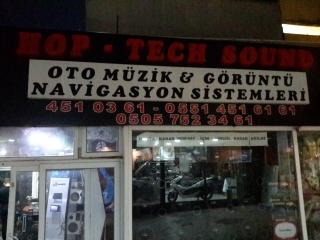 HOP - TECH SOUND
OTO MÜZİK & GÖRÜNTÜ
NAVİGASYON SİSTEMLERİ
451 03 61 - 0551 451 61 61
0505 752 34 61